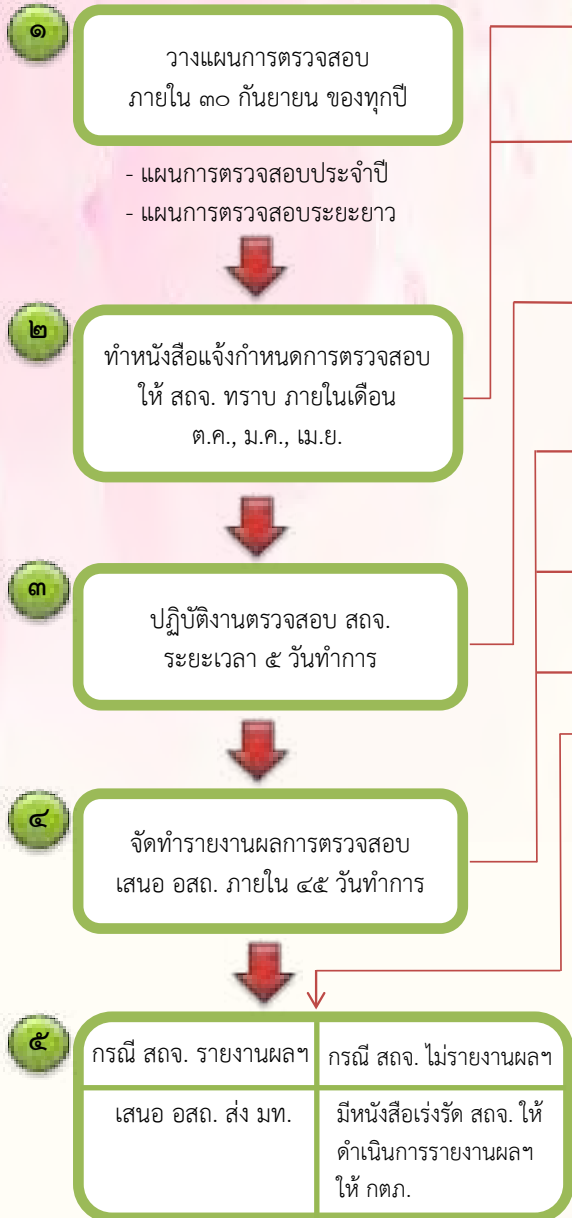 ๑
วางแผนการตรวจสอบ
ภายใน ๓๐ กันยายน ของทุกปี
- แผนการตรวจสอบประจำปี
- แผนการตรวจสอบระยะยาว
๒
ทำหนังสือแจ้งกำหนดการตรวจสอบ
ให้ สถจ. ทราบ ภายในเดือน
ต.ค., ม.ค., เม.ย.
๓
ปฏิบัติงานตรวจสอบ สถจ.
ระยะเวลา ๕ วันทำการ
๔
จัดทำรายงานผลการตรวจสอบ
เสนอ อสถ. ภายใน ๔๕ วันทำการ
๕
กรณี สถจ. รายงานผลฯ
กรณี สถจ. ไม่รายงานผลฯ
เสนอ อสถ. ส่ง มท.
มีหนังสือเร่งรัด สถจ. ให้
ดำเนินการรายงานผลฯ
ให้ กตภ.